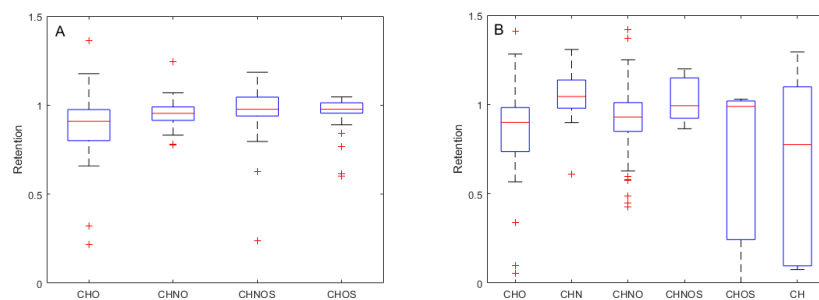 A
1.5
1
0.5
0
Retention
CHO CHNO CHNOS CHOS
B
1.5
1
0.5
0
Retention
CHO CHN CHNO CHNOS CHOS CH